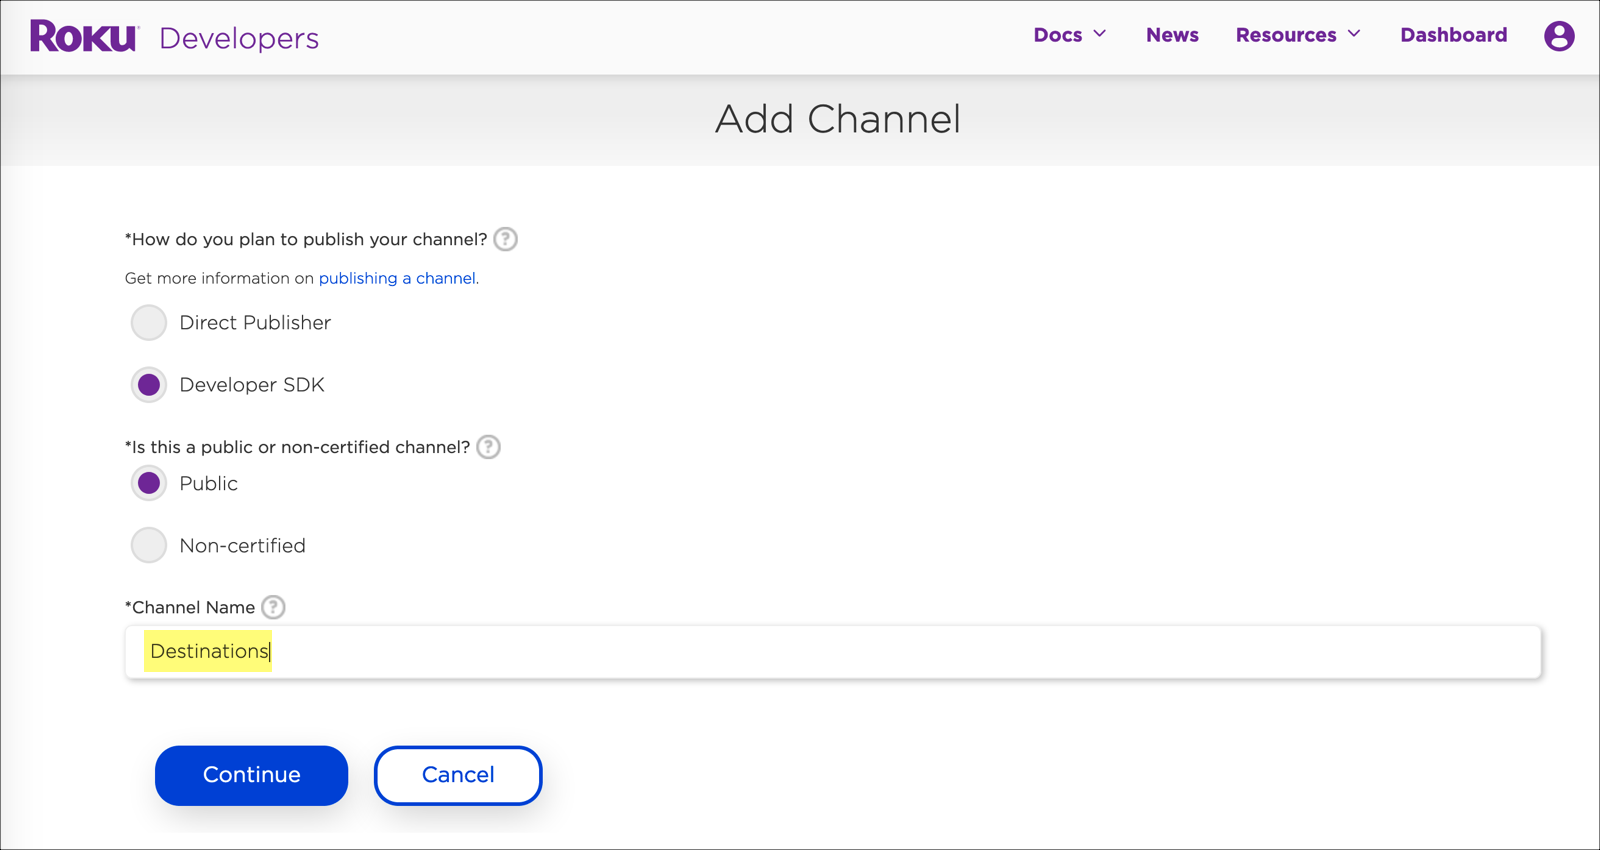 ROKU Developers Docs News Resources Dashboard
Add Channel
*How do you plan to publish your channel? ?
Get more information on publishing a channel.
Direct Publisher
Developer SDK
*Is this a public or non-certified channel? ?
Public
Non-certified
*Channel Name ?
Destinations
Continue Cancel